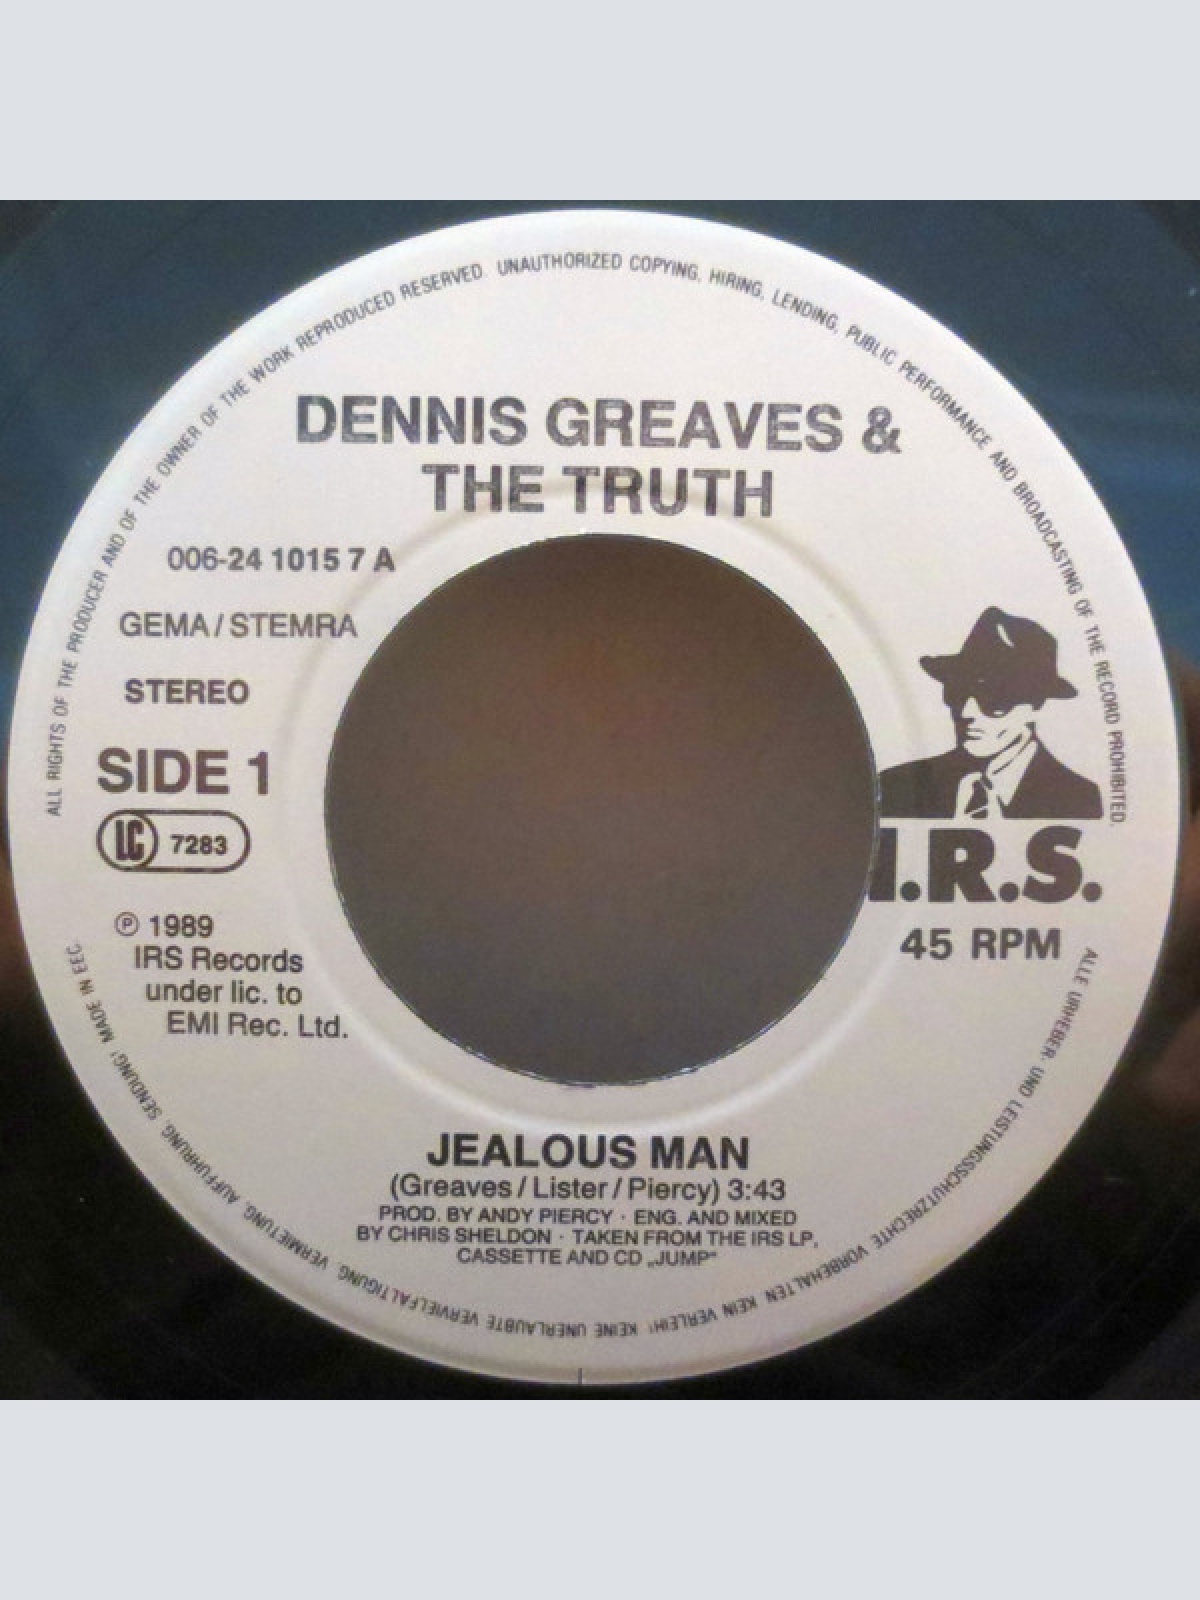 ALL RIGHTS OF THE PRODUCER AND OF THE OWNER OF THE WORK REPRODUCED RESERVED. UNAUTHORIZED COPYING, HIRING, LENDING, PUBLIC PERFORMANCE AND BROADCASTING OF THE RECORD PROHIBITED.
DENNIS GREAVES &
THE TRUTH
006-24 1015 7 A
GEMA / STEMRA
STEREO
SIDE 1
LC 7283
I.R.S.
45 RPM
℗ 1989
IRS Records
under lic. to
EMI Rec. Ltd.
JEALOUS MAN
(Greaves / Lister / Piercy) 3:43
PROD. BY ANDY PIERCY · ENG. AND MIXED
BY CHRIS SHELDON · TAKEN FROM THE IRS LP,
CASSETTE AND CD „JUMP“
ALLE URHEBER- UND LEISTUNGSSCHUTZRECHTE VORBEHALTEN. KEIN VERLEIH! KEINE UNERLAUBTE VERVIELFÄLTIGUNG, VERMIETUNG, AUFFÜHRUNG, SENDUNG! MADE IN EEC.